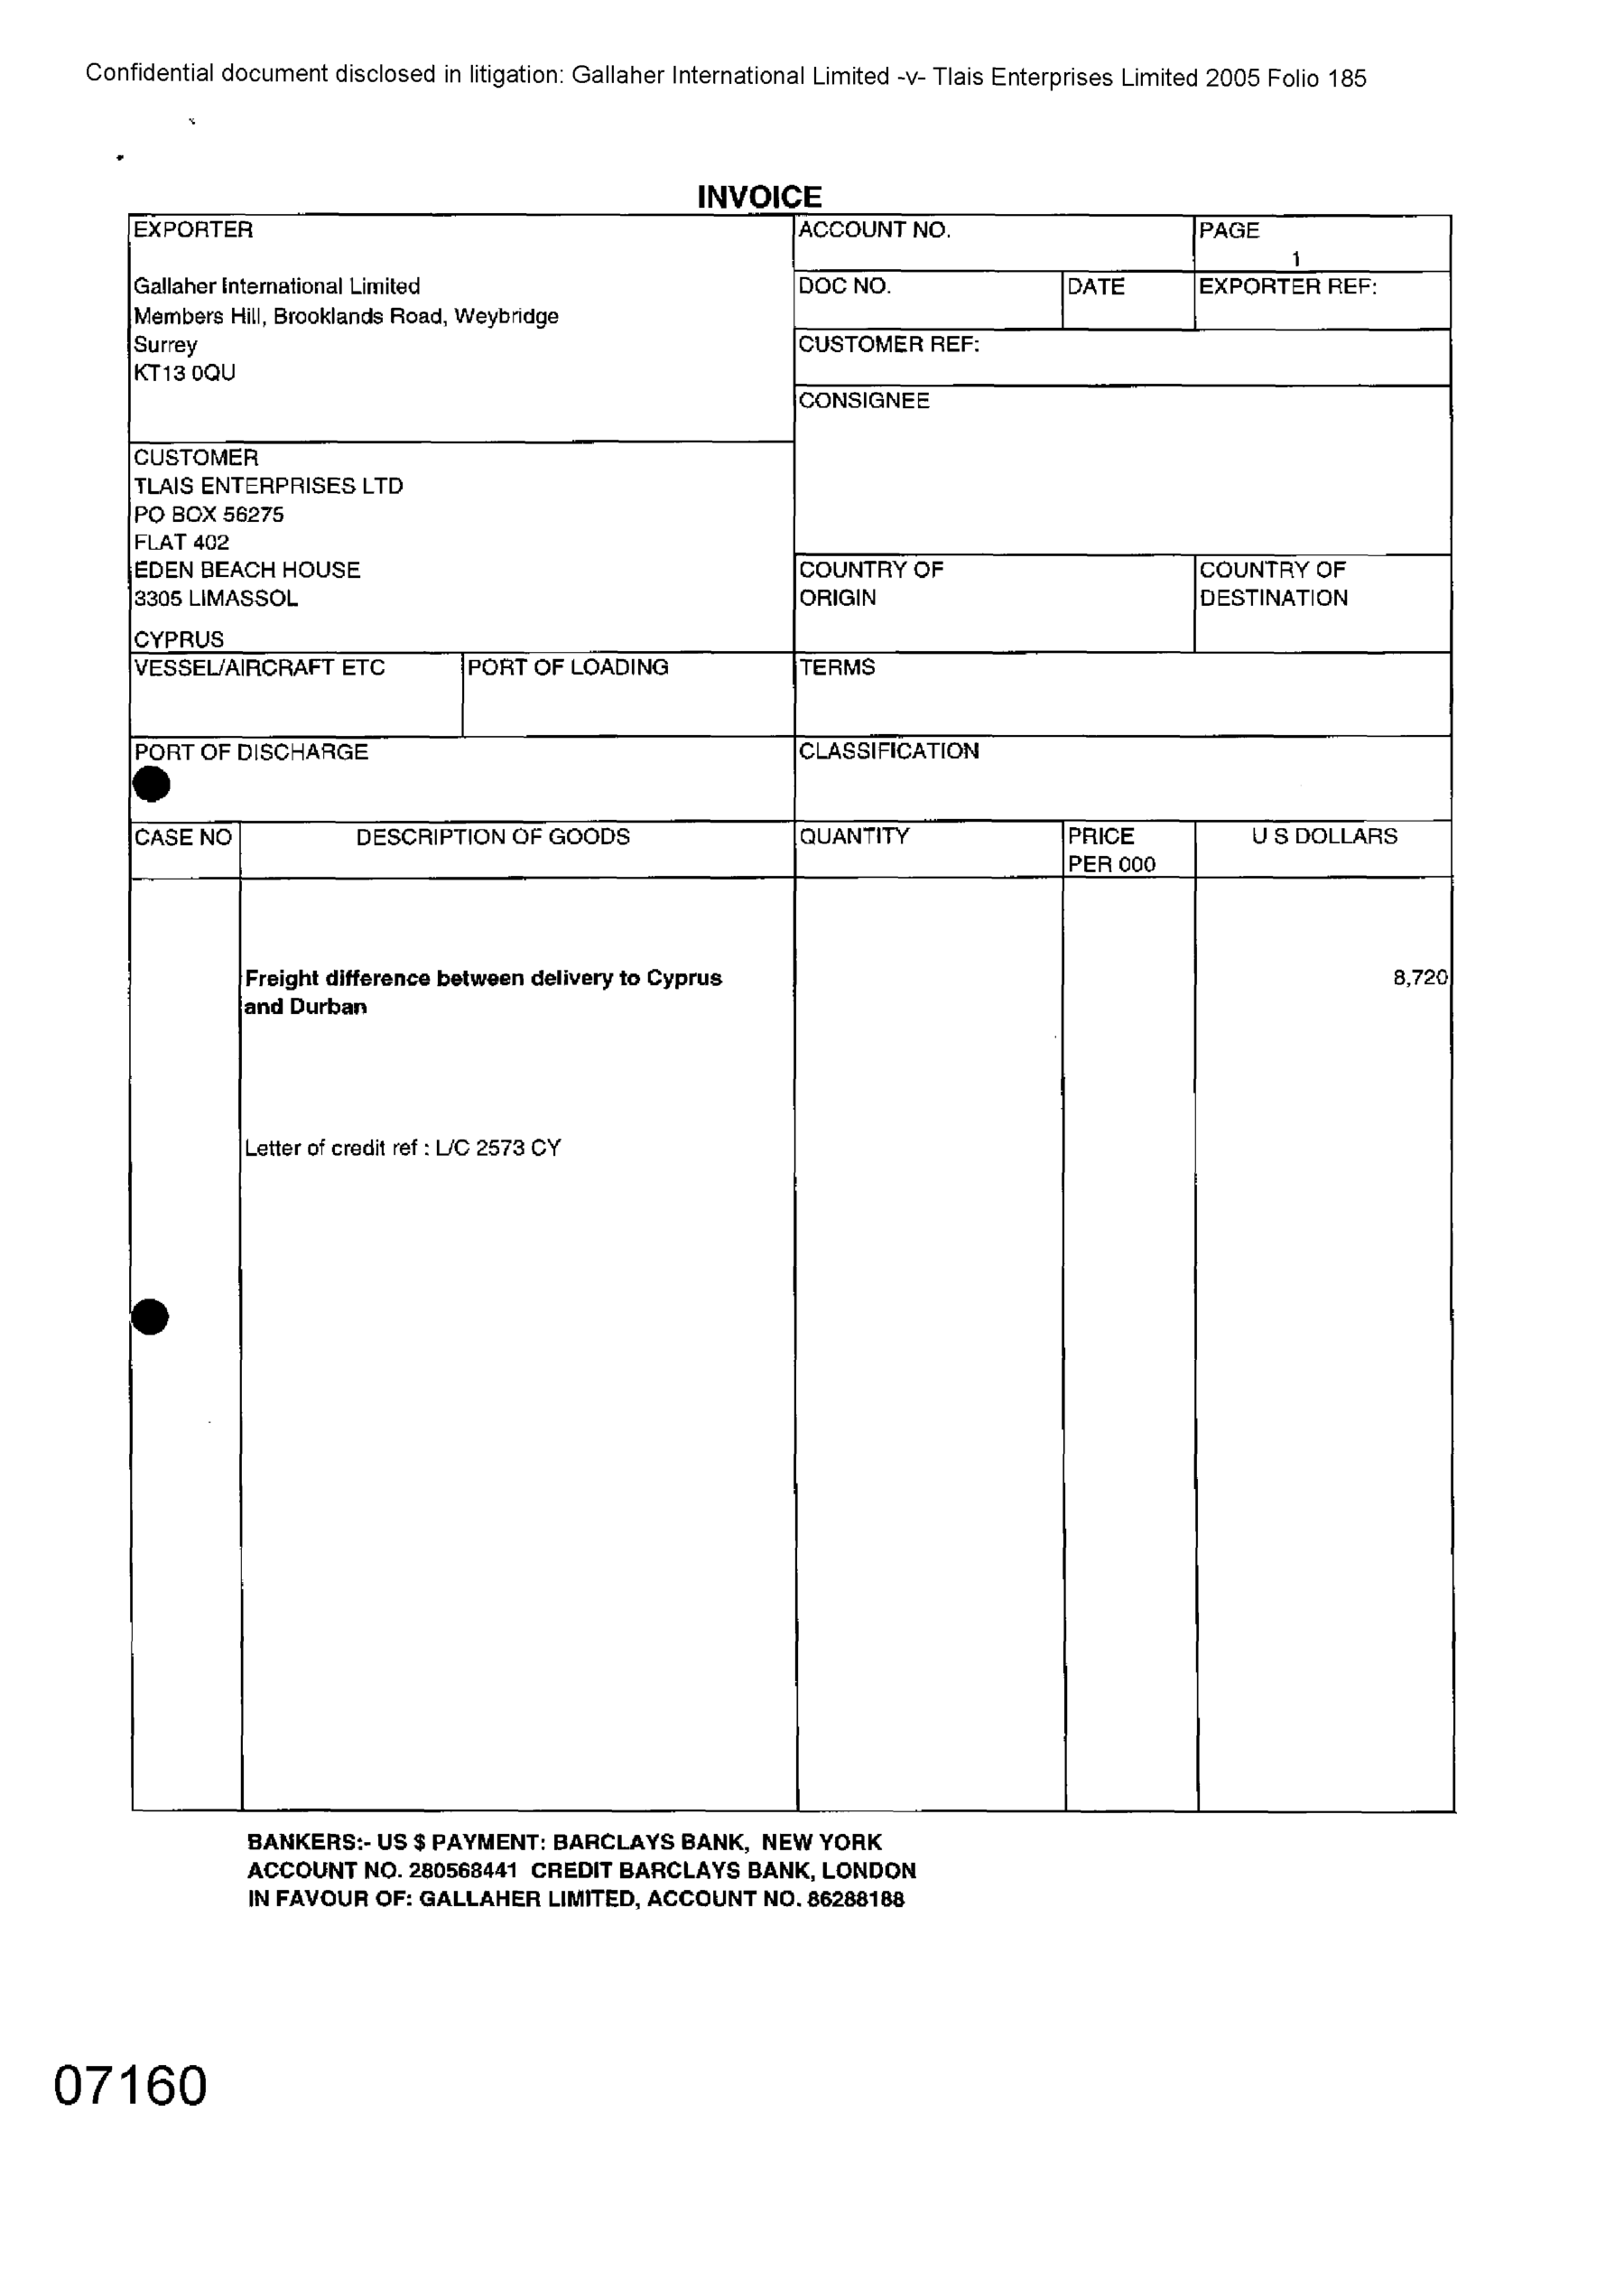 Confidential document disclosed in litigation: Gallaher International Limited -v- Tlais Enterprises Limited 2005 Folio 185
INVOICE
EXPORTER
Gallaher International Limited
Members Hill, Brooklands Road, Weybridge
Surrey
KT13 0QU
ACCOUNT NO.
PAGE
1
DOC NO.
DATE
EXPORTER REF:
CUSTOMER REF:
CONSIGNEE
CUSTOMER
TLAIS ENTERPRISES LTD
PO BOX 56275
FLAT 402
EDEN BEACH HOUSE
3305 LIMASSOL
CYPRUS
COUNTRY OF
ORIGIN
COUNTRY OF
DESTINATION
VESSEL/AIRCRAFT ETC
PORT OF LOADING
TERMS
PORT OF DISCHARGE
CLASSIFICATION
CASE NO
DESCRIPTION OF GOODS
QUANTITY
PRICE
PER 000
U S DOLLARS
Freight difference between delivery to Cyprus
and Durban
8,720
Letter of credit ref : L/C 2573 CY
BANKERS:- US $ PAYMENT: BARCLAYS BANK, NEW YORK
ACCOUNT NO. 280568441 CREDIT BARCLAYS BANK, LONDON
IN FAVOUR OF: GALLAHER LIMITED, ACCOUNT NO. 86288188
07160